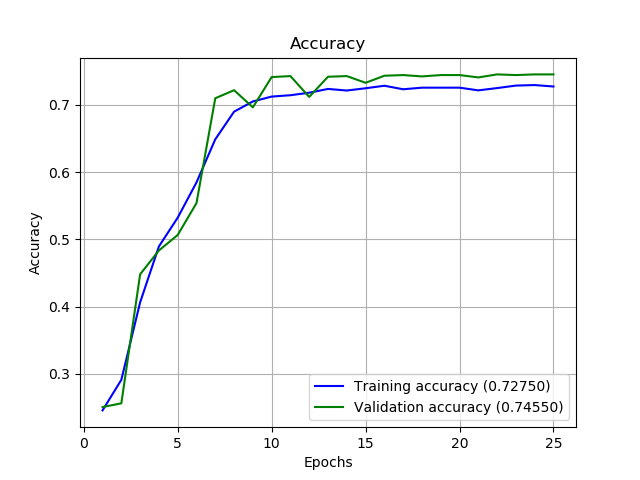 Accuracy
0.7
0.6
0.5
0.4
0.3
Accuracy
Training accuracy (0.72750)
Validation accuracy (0.74550)
0 5 10 15 20 25
Epochs